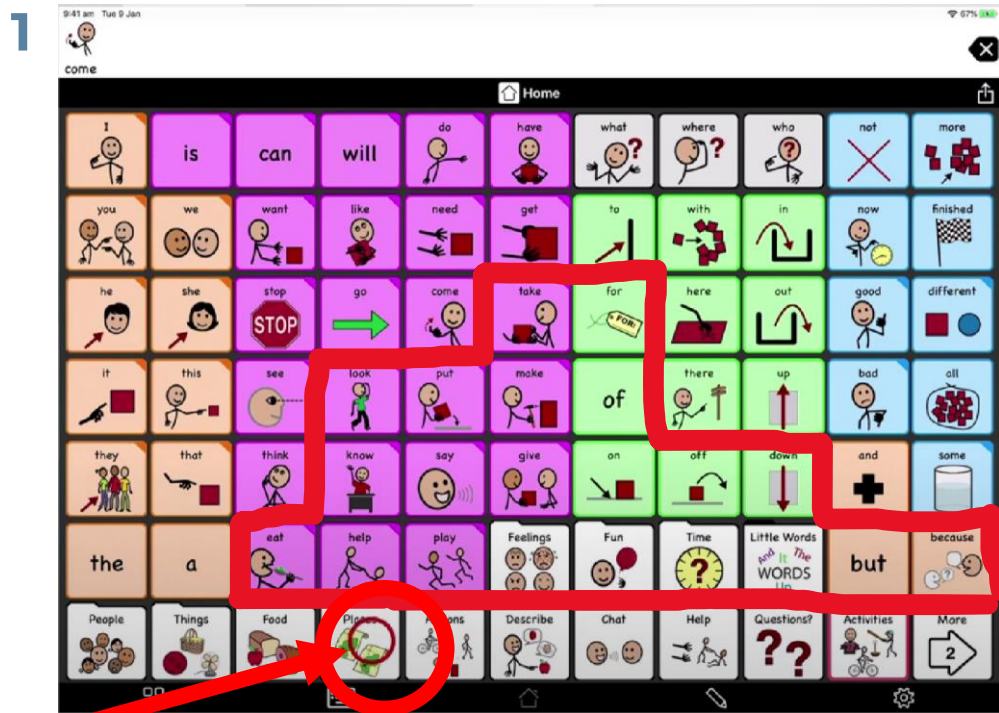 1
9:41 am Tue 9 Jan 67%
come
Home
I is can will do have what where who not more
you we want like need get to with in now finished
he she stop go come take for here out good different
STOP FOR!
it this see look put make of there up bad all
they that think know say give on off down and some
the a eat help play Feelings Fun Time Little Words but because
And It The
WORDS
Up
People Things Food Places Describe Chat Help Questions? Activities More
2